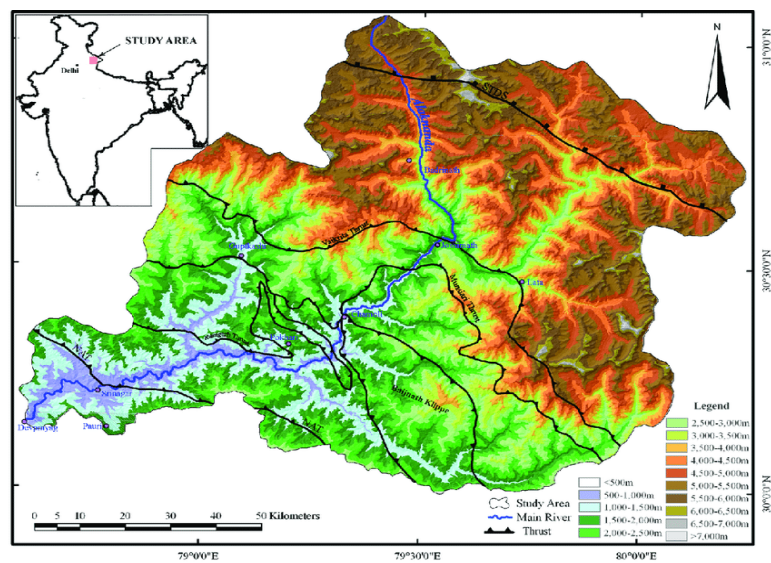 STUDY AREA
Delhi
N
31°0'0"N
STDS
Alaknanda
Vaikrita Thrust
Joshimath
Lata
30°30'0"N
Munsiari Thrust
Chamoli
Baijnath Klippe
NAT
Srinagar
Pauri
Devprayag
NAT
30°0'0"N
Legend
2,500-3,000m
3,000-3,500m
3,500-4,000m
4,000-4,500m
4,500-5,000m
5,000-5,500m
5,500-6,000m
6,000-6,500m
6,500-7,000m
>7,000m
<500m
500-1,000m
1,000-1,500m
1,500-2,000m
2,000-2,500m
Study Area
Main River
Thrust
0 5 10 20 30 40 50 Kilometers
79°0'0"E
79°30'0"E
80°0'0"E